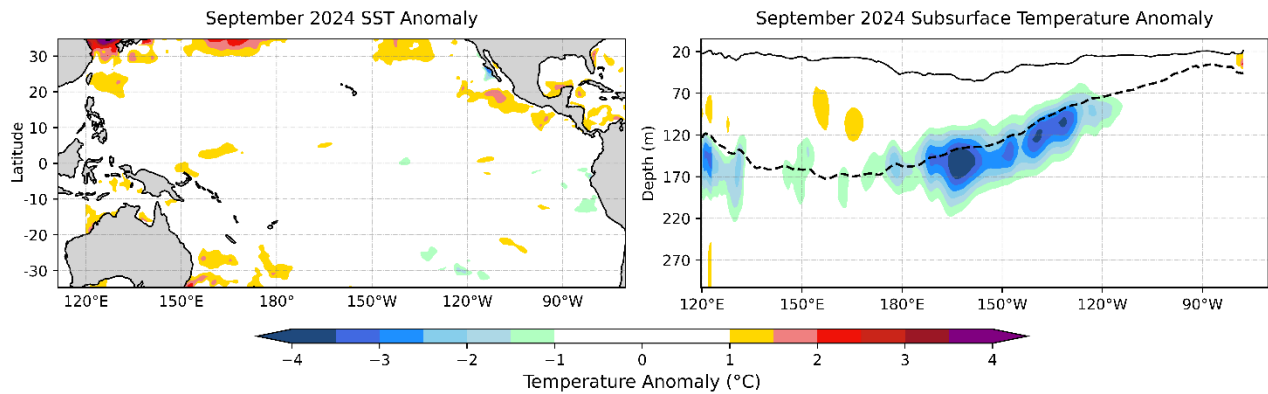 September 2024 SST Anomaly
September 2024 Subsurface Temperature Anomaly
Latitude
30
20
10
0
-10
-20
-30
120°E
150°E
180°
150°W
120°W
90°W
Depth (m)
20
70
120
170
220
270
120°E
150°E
180°W
150°W
120°W
90°W
−4
−3
−2
−1
0
1
2
3
4
Temperature Anomaly (°C)